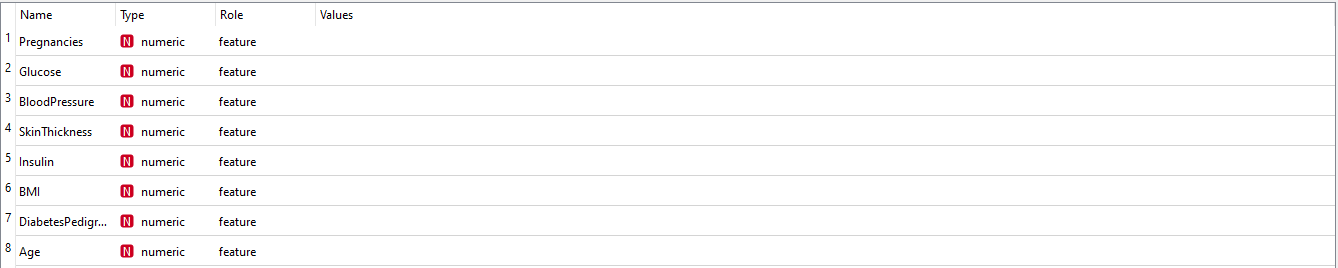 Name Type Role Values
1 Pregnancies N numeric feature
2 Glucose N numeric feature
3 BloodPressure N numeric feature
4 SkinThickness N numeric feature
5 Insulin N numeric feature
6 BMI N numeric feature
7 DiabetesPedigr... N numeric feature
8 Age N numeric feature